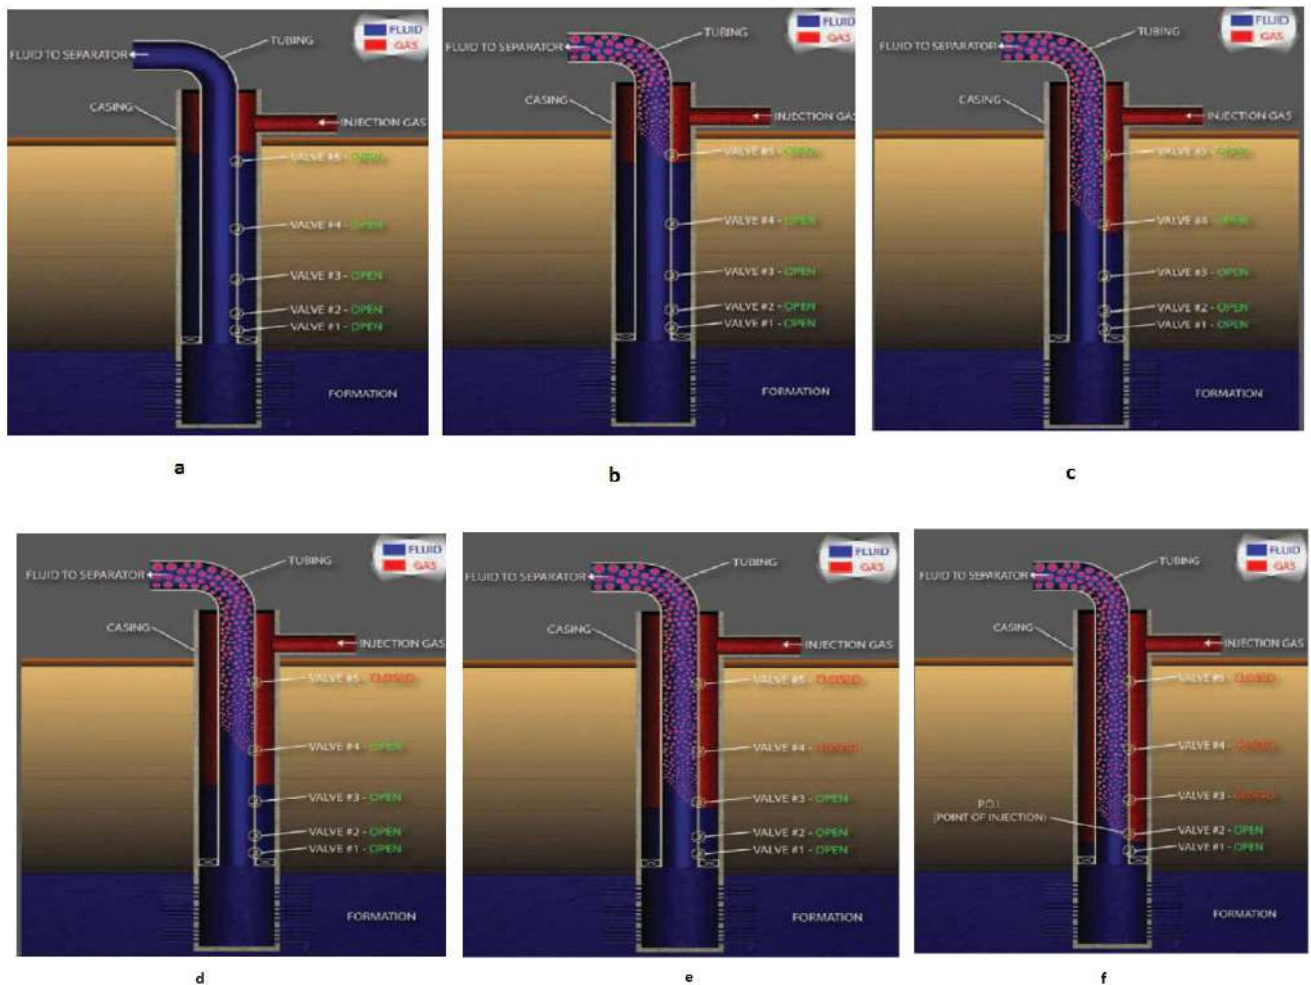 FLUID
GAS
FLUID TO SEPARATOR
TUBING
CASING
INJECTION GAS
VALVE #5 - OPEN
VALVE #4 - OPEN
VALVE #3 - OPEN
VALVE #2 - OPEN
VALVE #1 - OPEN
FORMATION
a
FLUID
GAS
FLUID TO SEPARATOR
TUBING
CASING
INJECTION GAS
VALVE #5 - OPEN
VALVE #4 - OPEN
VALVE #3 - OPEN
VALVE #2 - OPEN
VALVE #1 - OPEN
FORMATION
b
FLUID
GAS
FLUID TO SEPARATOR
TUBING
CASING
INJECTION GAS
VALVE #5 - OPEN
VALVE #4 - OPEN
VALVE #3 - OPEN
VALVE #2 - OPEN
VALVE #1 - OPEN
FORMATION
c
FLUID
GAS
FLUID TO SEPARATOR
TUBING
CASING
INJECTION GAS
VALVE #5 - CLOSED
VALVE #4 - OPEN
VALVE #3 - OPEN
VALVE #2 - OPEN
VALVE #1 - OPEN
FORMATION
d
FLUID
GAS
FLUID TO SEPARATOR
TUBING
CASING
INJECTION GAS
VALVE #5 - CLOSED
VALVE #4 - CLOSED
VALVE #3 - OPEN
VALVE #2 - OPEN
VALVE #1 - OPEN
FORMATION
e
FLUID
GAS
FLUID TO SEPARATOR
TUBING
CASING
INJECTION GAS
VALVE #5 - CLOSED
VALVE #4 - CLOSED
VALVE #3 - CLOSED
P.O.I.
(POINT OF INJECTION)
VALVE #2 - OPEN
VALVE #1 - OPEN
FORMATION
f